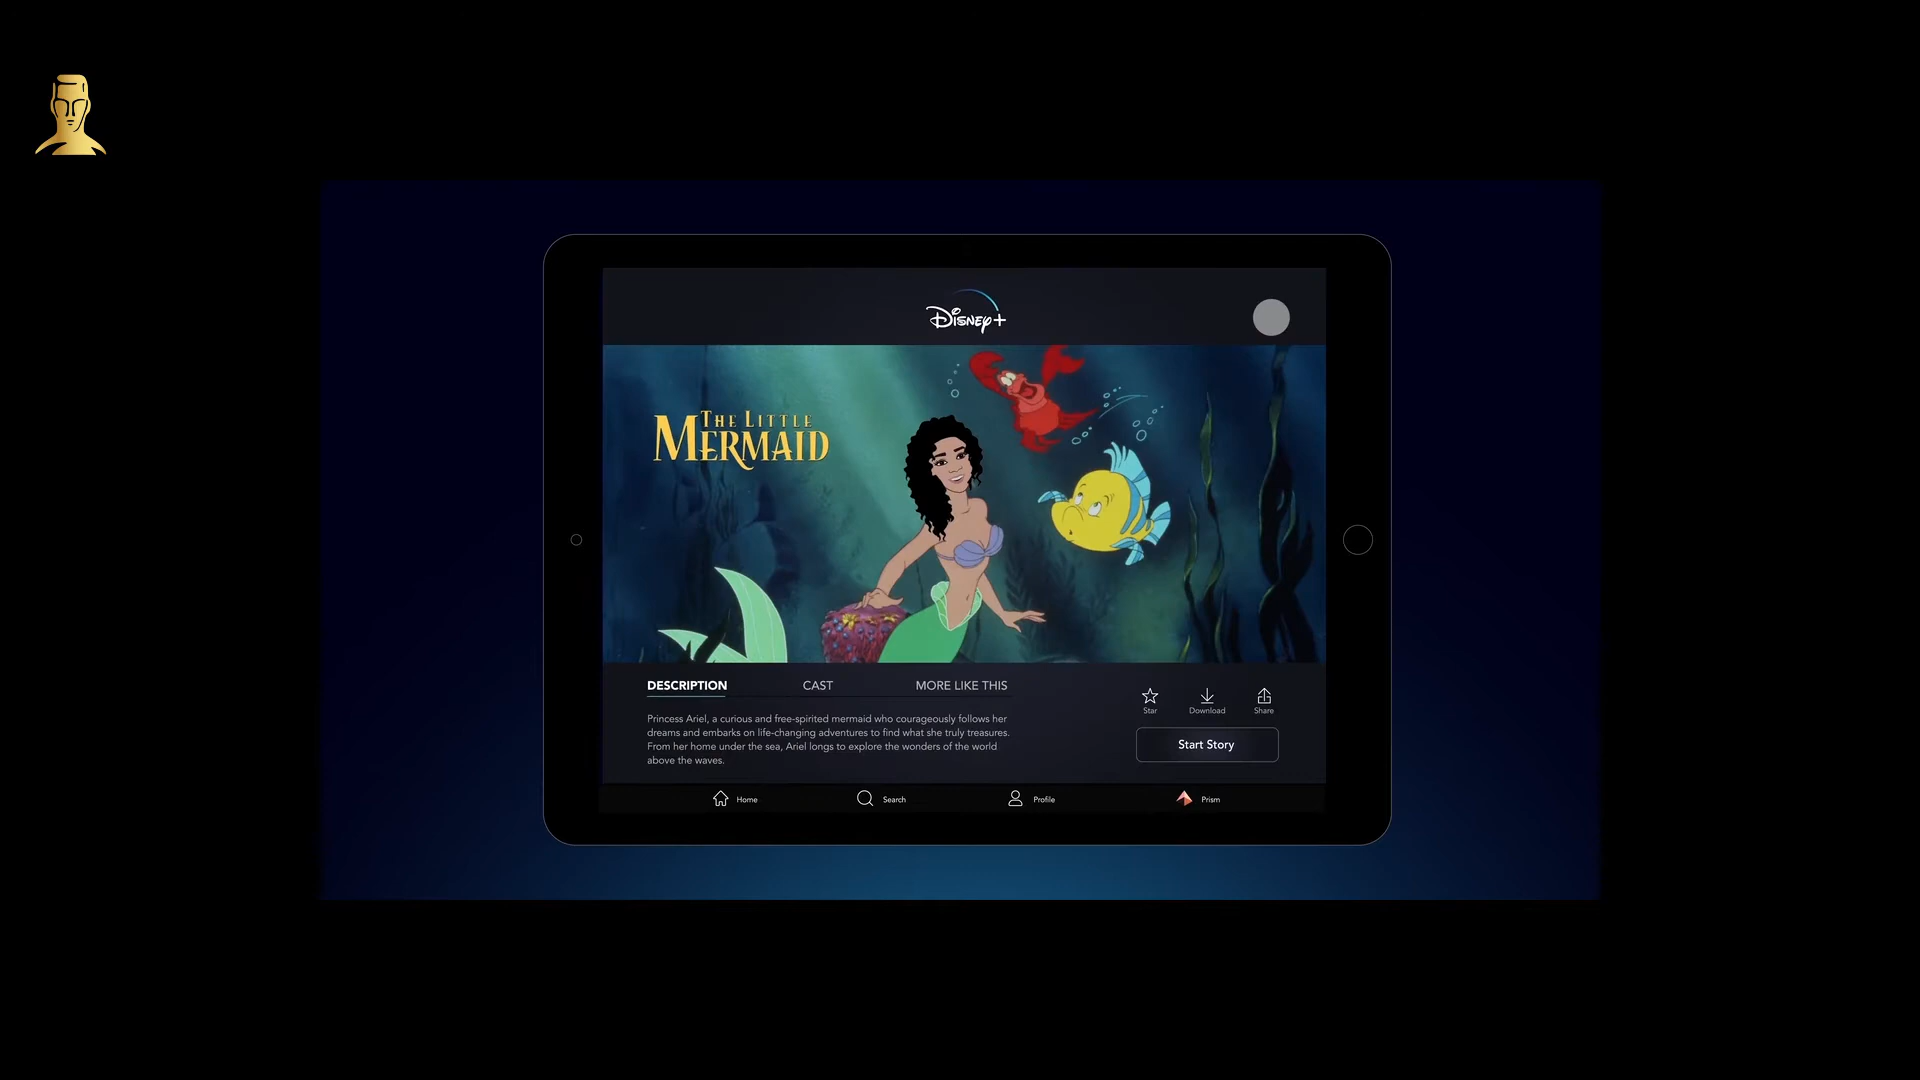 Disney+
THE LITTLE
MERMAID
DESCRIPTION
CAST
MORE LIKE THIS
Princess Ariel, a curious and free-spirited mermaid who courageously follows her
dreams and embarks on life-changing adventures to find what she truly treasures.
From her home under the sea, Ariel longs to explore the wonders of the world
above the waves.
Star
Download
Share
Start Story
Home
Search
Profile
Prism